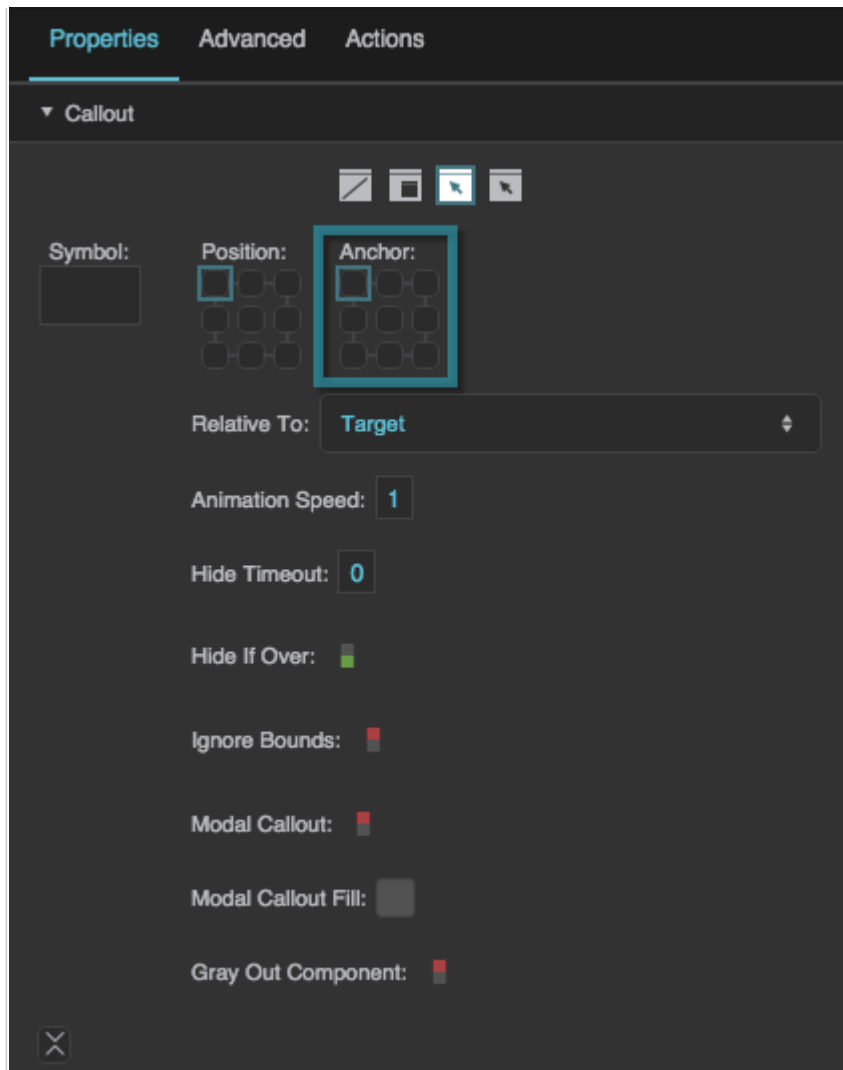 Properties Advanced Actions
Callout
Symbol: Position: Anchor:
Relative To: Target
Animation Speed: 1
Hide Timeout: 0
Hide If Over:
Ignore Bounds:
Modal Callout:
Modal Callout Fill:
Gray Out Component: